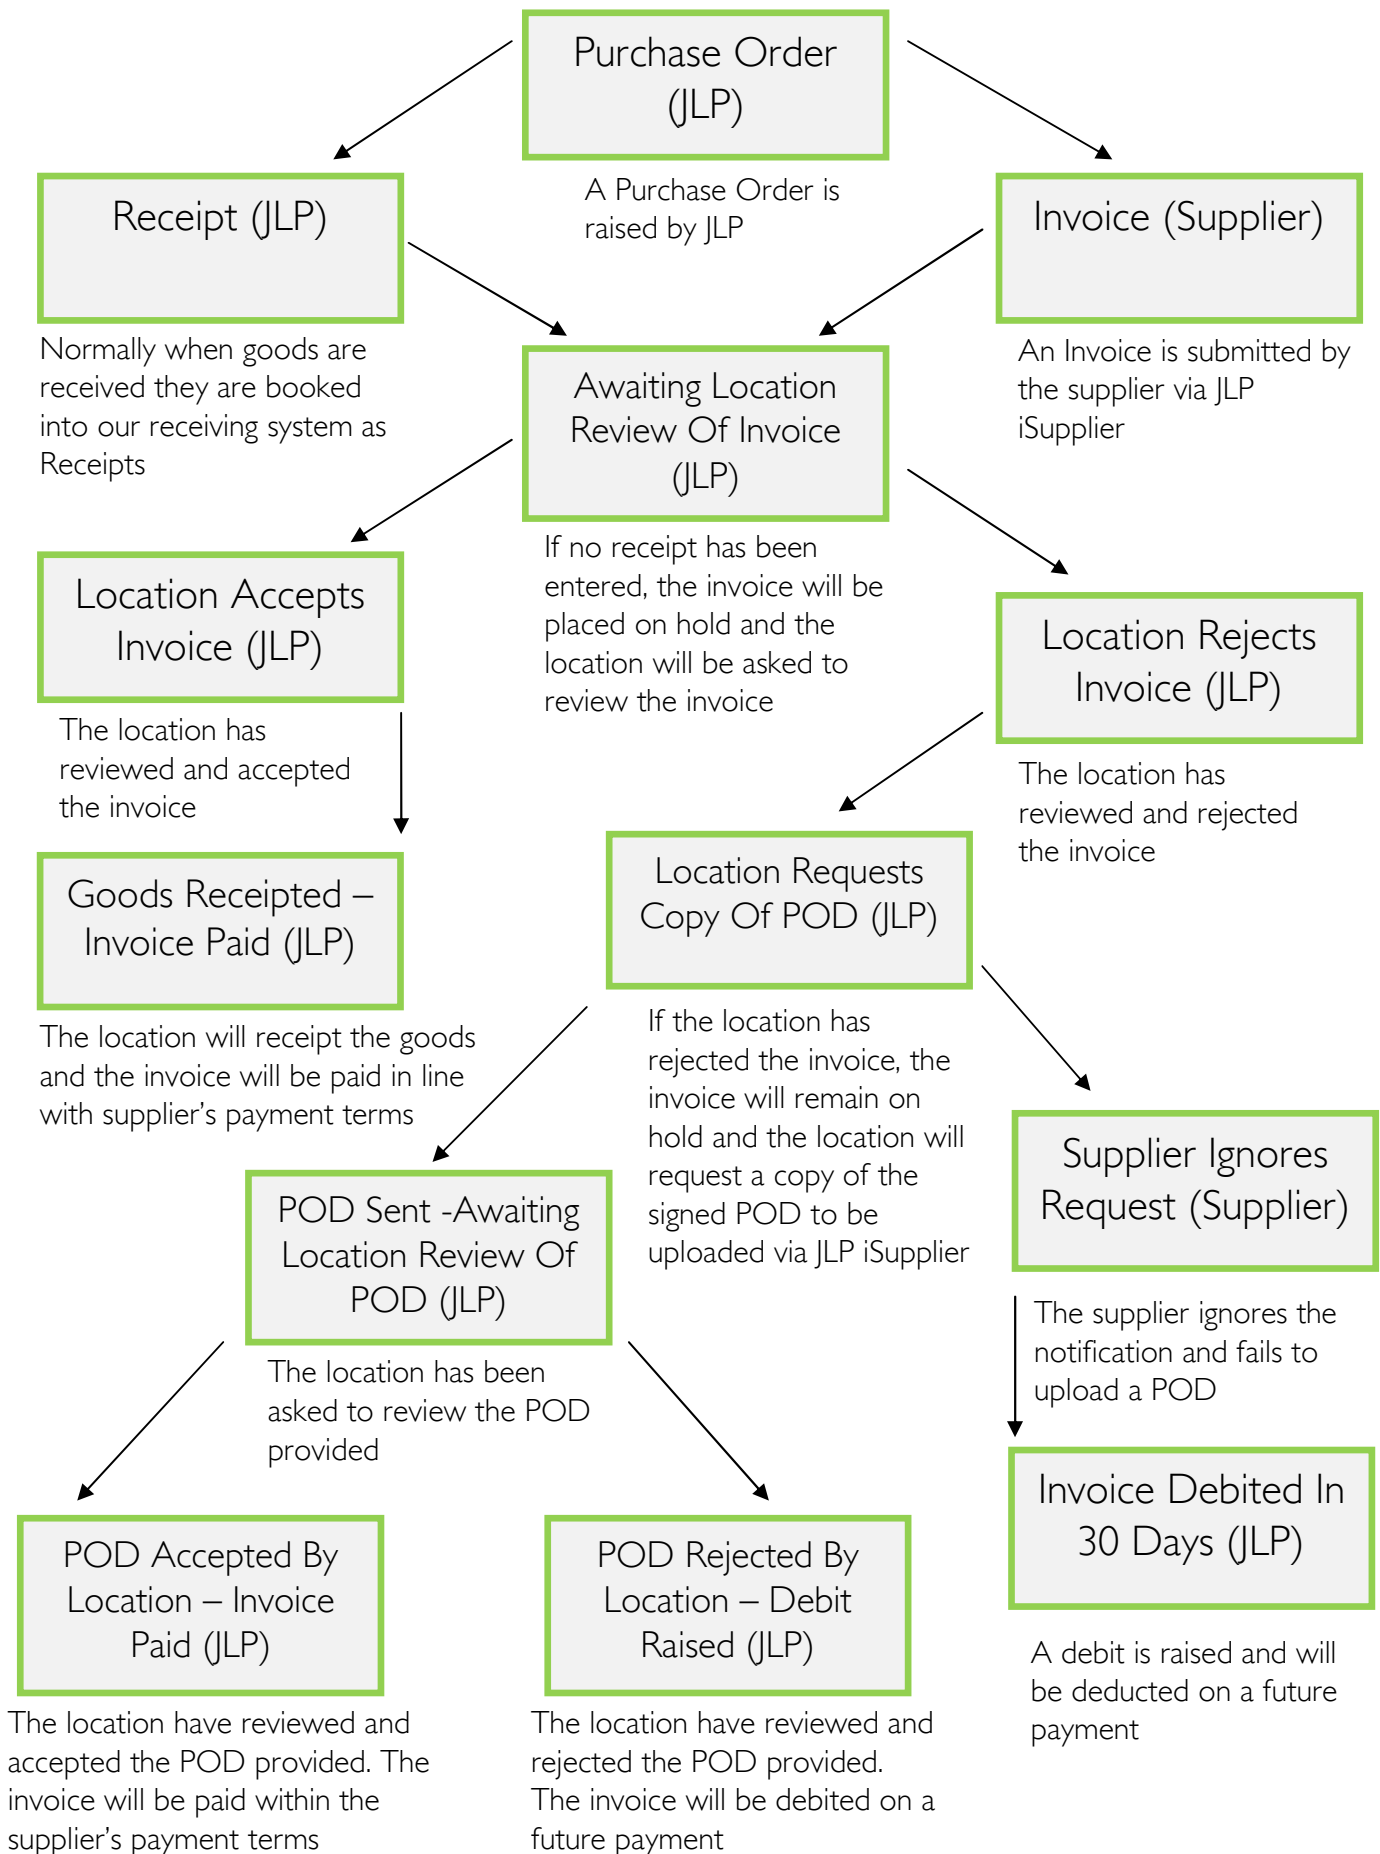 Purchase Order
(JLP)
A Purchase Order is
raised by JLP
Receipt (JLP)
Normally when goods are
received they are booked
into our receiving system as
Receipts
Invoice (Supplier)
An Invoice is submitted by
the supplier via JLP
iSupplier
Awaiting Location
Review Of Invoice
(JLP)
If no receipt has been
entered, the invoice will be
placed on hold and the
location will be asked to
review the invoice
Location Accepts
Invoice (JLP)
The location has
reviewed and accepted
the invoice
Location Rejects
Invoice (JLP)
The location has
reviewed and rejected
the invoice
Goods Receipted –
Invoice Paid (JLP)
The location will receipt the goods
and the invoice will be paid in line
with supplier’s payment terms
Location Requests
Copy Of POD (JLP)
If the location has
rejected the invoice, the
invoice will remain on
hold and the location will
request a copy of the
signed POD to be
uploaded via JLP iSupplier
Supplier Ignores
Request (Supplier)
The supplier ignores the
notification and fails to
upload a POD
POD Sent -Awaiting
Location Review Of
POD (JLP)
The location has been
asked to review the POD
provided
Invoice Debited In
30 Days (JLP)
A debit is raised and will
be deducted on a future
payment
POD Accepted By
Location – Invoice
Paid (JLP)
The location have reviewed and
accepted the POD provided. The
invoice will be paid within the
supplier’s payment terms
POD Rejected By
Location – Debit
Raised (JLP)
The location have reviewed and
rejected the POD provided.
The invoice will be debited on a
future payment